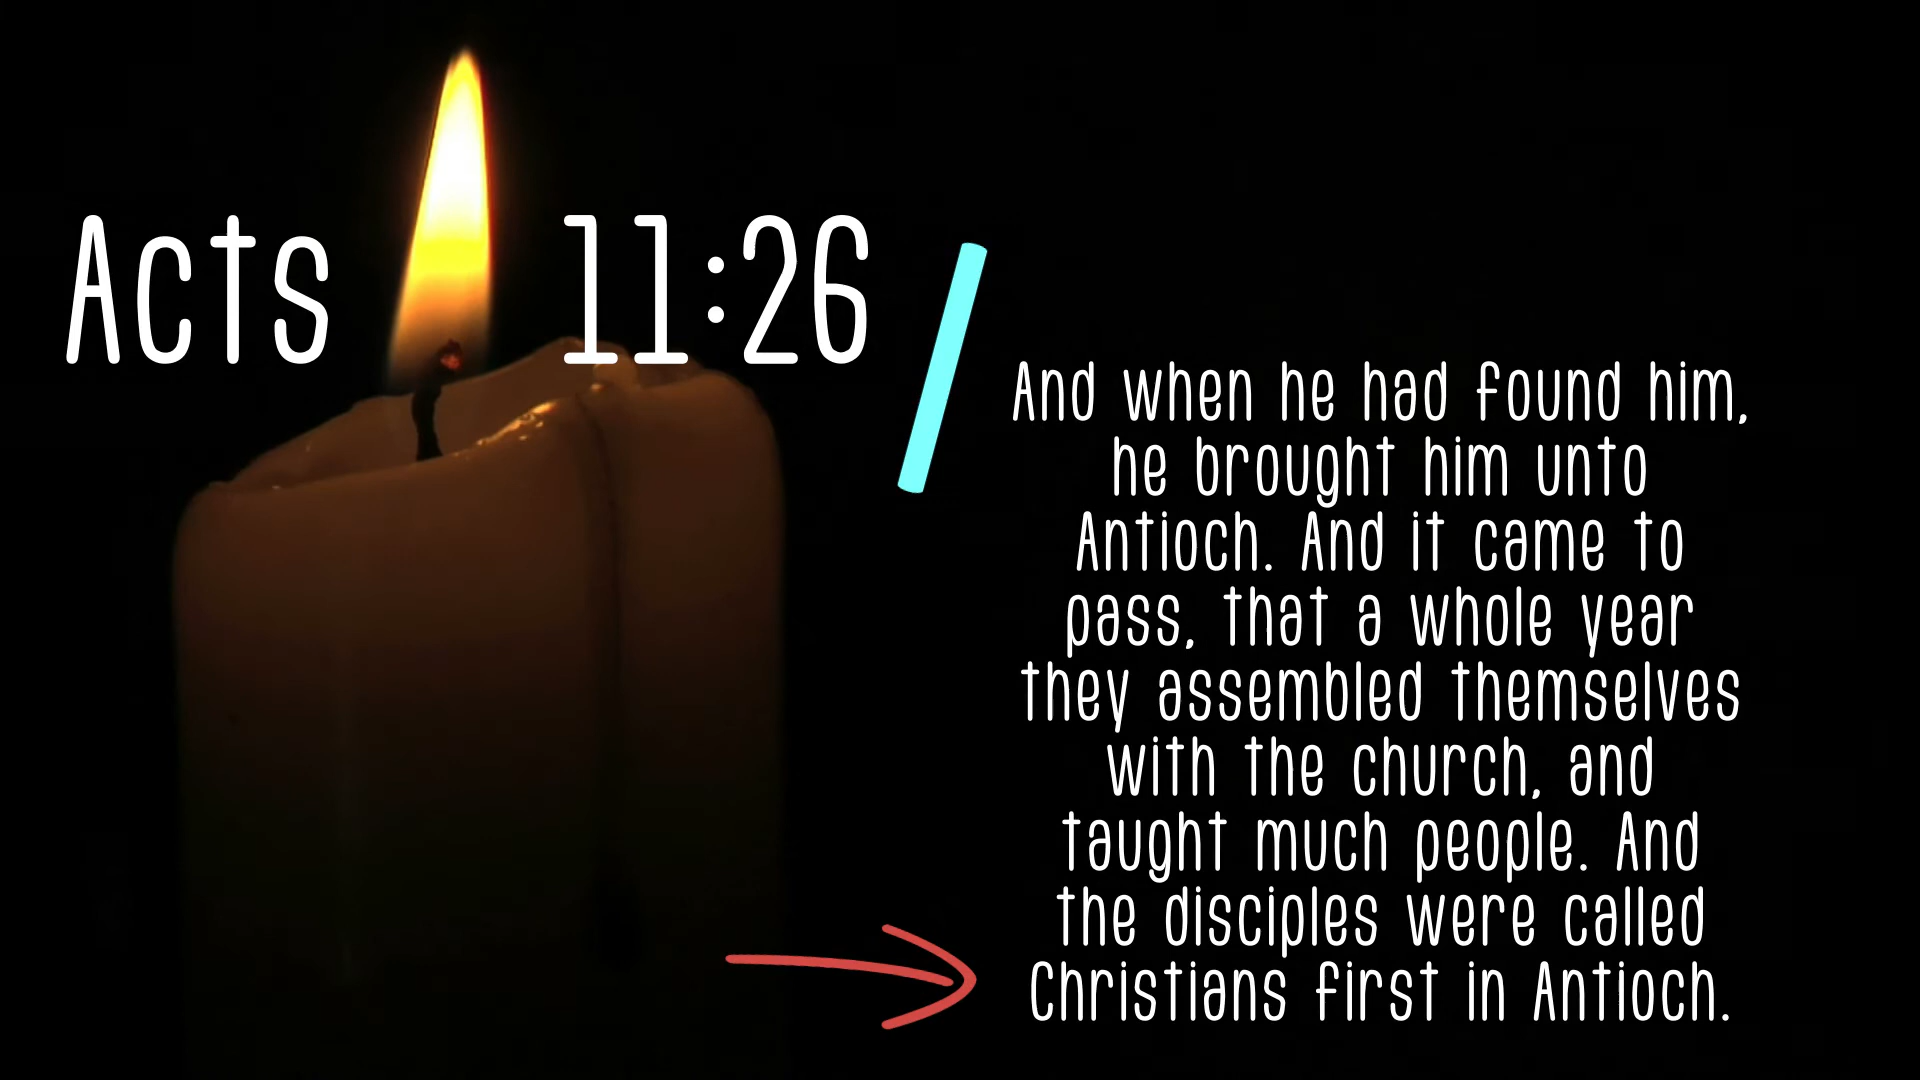 Acts 11:26
And when he had found him,
he brought him unto
Antioch. And it came to
pass, that a whole year
they assembled themselves
with the church, and
taught much people. And
the disciples were called
Christians first in Antioch.